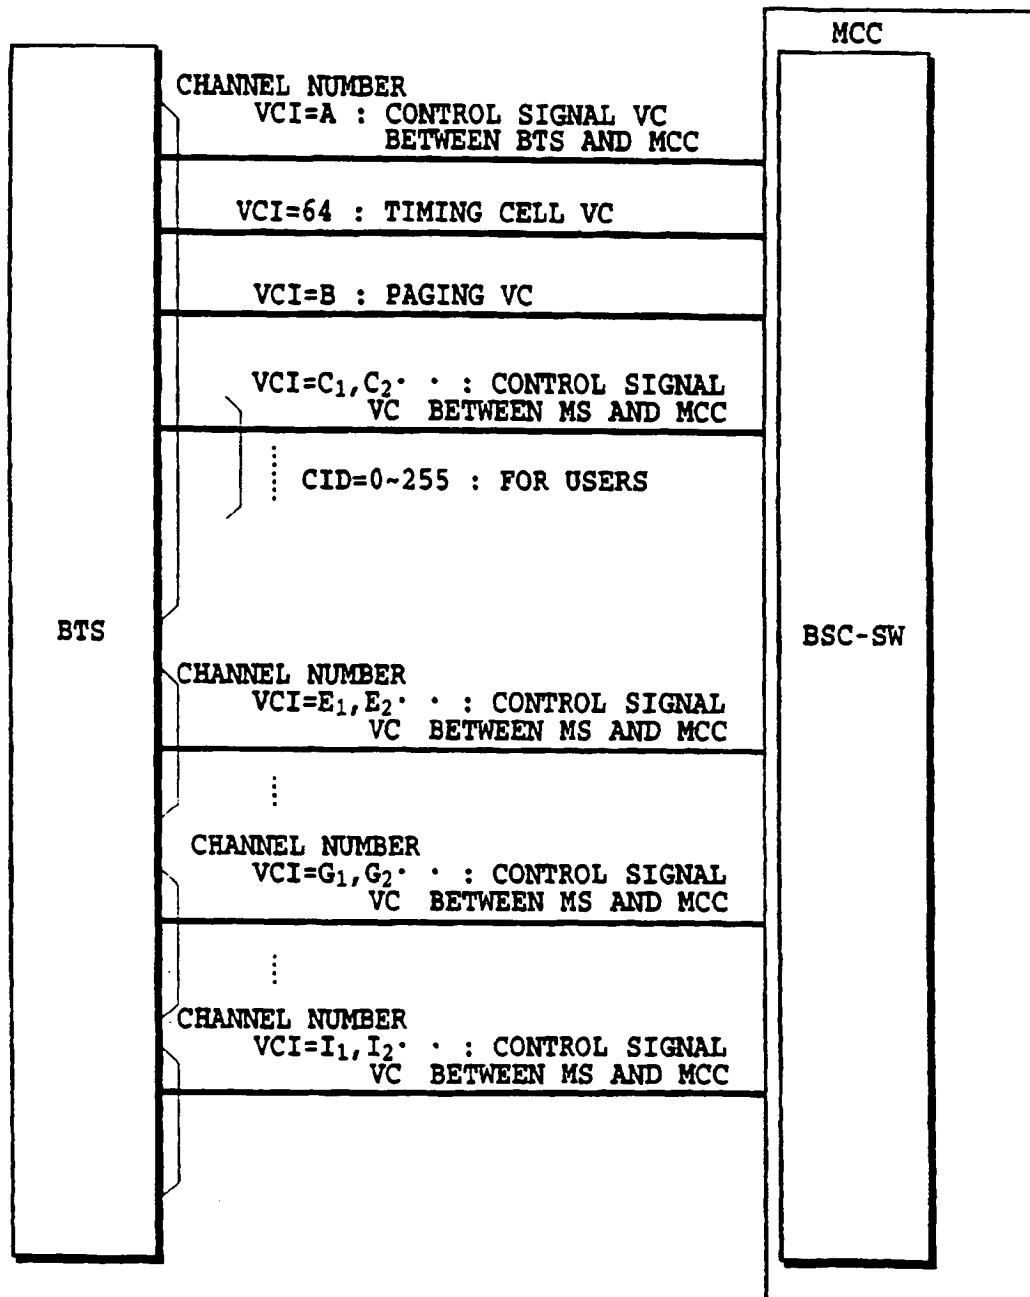 MCC
CHANNEL NUMBER
VCI=A : CONTROL SIGNAL VC
BETWEEN BTS AND MCC
VCI=64 : TIMING CELL VC
VCI=B : PAGING VC
VCI=C₁,C₂· · : CONTROL SIGNAL
VC BETWEEN MS AND MCC
CID=0~255 : FOR USERS
BTS
BSC-SW
CHANNEL NUMBER
VCI=E₁,E₂· · : CONTROL SIGNAL
VC BETWEEN MS AND MCC
CHANNEL NUMBER
VCI=G₁,G₂· · : CONTROL SIGNAL
VC BETWEEN MS AND MCC
CHANNEL NUMBER
VCI=I₁,I₂· · : CONTROL SIGNAL
VC BETWEEN MS AND MCC